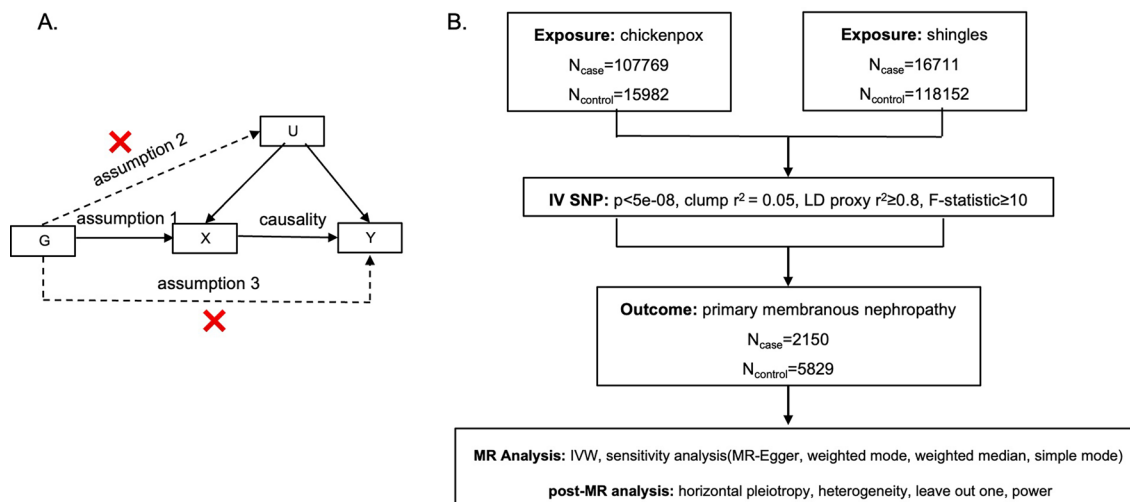 A.
U
assumption 2
assumption 1
causality
G
X
Y
assumption 3
B.
Exposure: chickenpox
Ncase=107769
Ncontrol=15982
Exposure: shingles
Ncase=16711
Ncontrol=118152
IV SNP: p<5e-08, clump r² = 0.05, LD proxy r²≥0.8, F-statistic≥10
Outcome: primary membranous nephropathy
Ncase=2150
Ncontrol=5829
MR Analysis: IVW, sensitivity analysis(MR-Egger, weighted mode, weighted median, simple mode)
post-MR analysis: horizontal pleiotropy, heterogeneity, leave out one, power